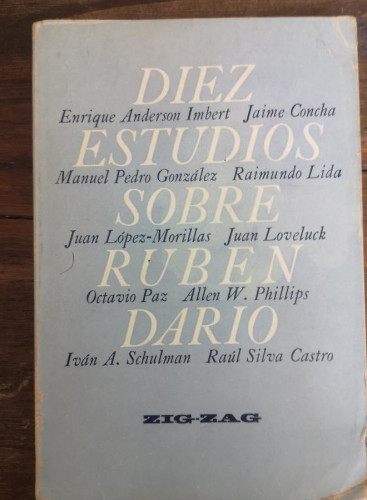 DIEZ
Enrique Anderson Imbert Jaime Concha
ESTUDIOS
Manuel Pedro González Raimundo Lida
SOBRE
Juan López-Morillas Juan Loveluck
RUBEN
Octavio Paz Allen W. Phillips
DARIO
Iván A. Schulman Raúl Silva Castro
ZIG-ZAG